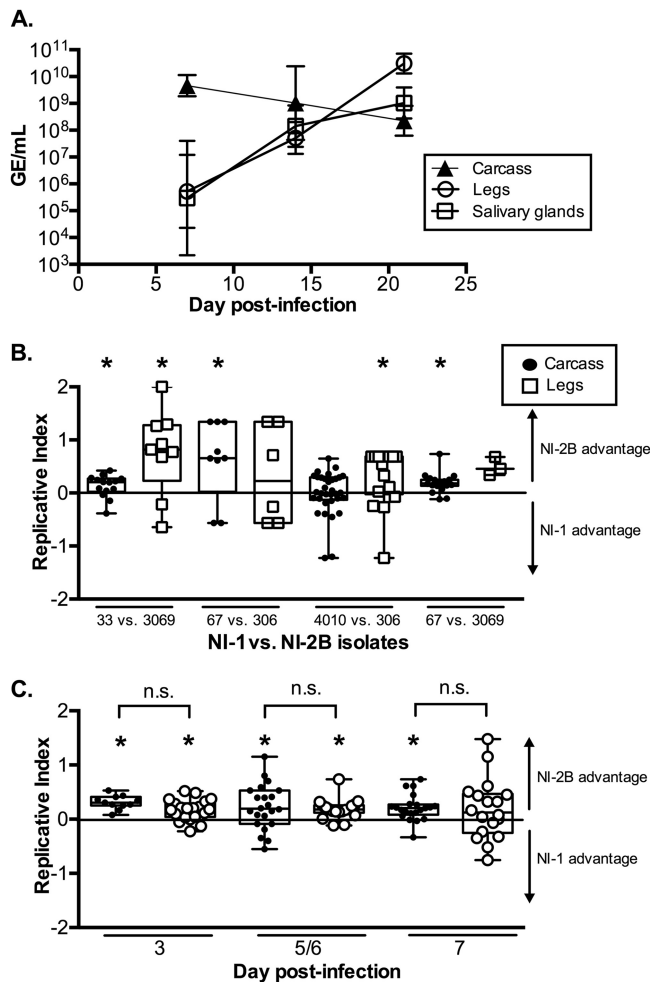 A.
10¹¹
10¹⁰
10⁹
10⁸
10⁷
10⁶
10⁵
10⁴
10³
GE/mL
0 5 10 15 20 25
Day post-infection
Carcass
Legs
Salivary glands
B.
* * * * *
Carcass
Legs
2
1
0
-1
-2
Replicative Index
NI-2B advantage
NI-1 advantage
33 vs. 3069 67 vs. 306 4010 vs. 306 67 vs. 3069
NI-1 vs. NI-2B isolates
C.
n.s. n.s. n.s.
* * * * *
2
1
0
-1
-2
Replicative Index
NI-2B advantage
NI-1 advantage
3 5/6 7
Day post-infection